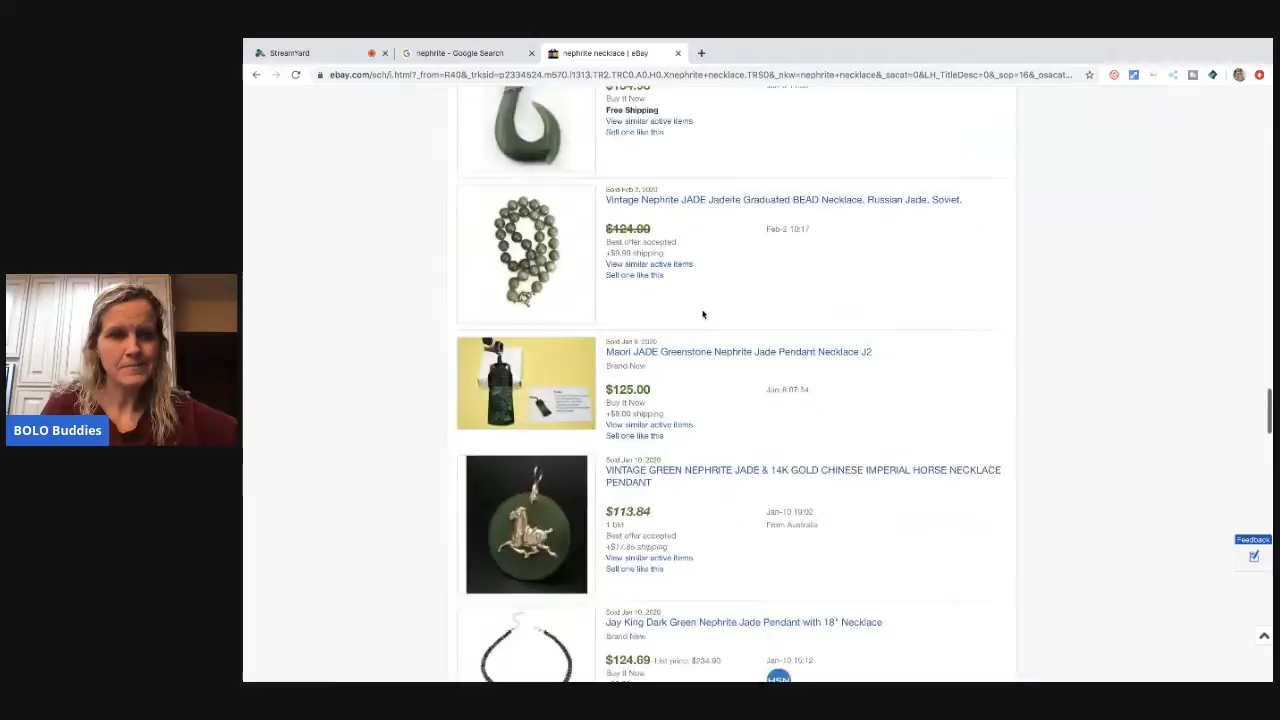 StreamYard
nephrite - Google Search
nephrite necklace | eBay
ebay.com/sch/i.html?_from=R40&_trksid=p2334524.m570.l1313.TR2.TRC0.A0.H0.Xnephrite+necklace.TRS0&_nkw=nephrite+necklace&_sacat=0&LH_TitleDesc=0&_sop=16&_osacat...
Buy It Now
Free Shipping
View similar active items
Sell one like this
Sold Feb 2, 2020
Vintage Nephrite JADE Jadeite Graduated BEAD Necklace. Russian Jade. Soviet.
$124.00
Feb-2 10:17
Best offer accepted
+$9.99 shipping
View similar active items
Sell one like this
Maori JADE Greenstone Nephrite Jade Pendant Necklace J2
Brand New
$125.00
Jan-8 07:54
Buy It Now
shipping
View similar active items
Sell one like this
Sold Jan 10, 2020
VINTAGE GREEN NEPHRITE JADE & 14K GOLD CHINESE IMPERIAL HORSE NECKLACE
PENDANT
$113.84
Jan-10 19:02
1 bid
From Australia
Best offer accepted
shipping
View similar active items
Sell one like this
Sold Jan 10, 2020
Jay King Dark Green Nephrite Jade Pendant with 18" Necklace
Brand New
$124.69 List price: $234.90
Jan-10 15:12
Buy It Now
HSN
Feedback
BOLO Buddies